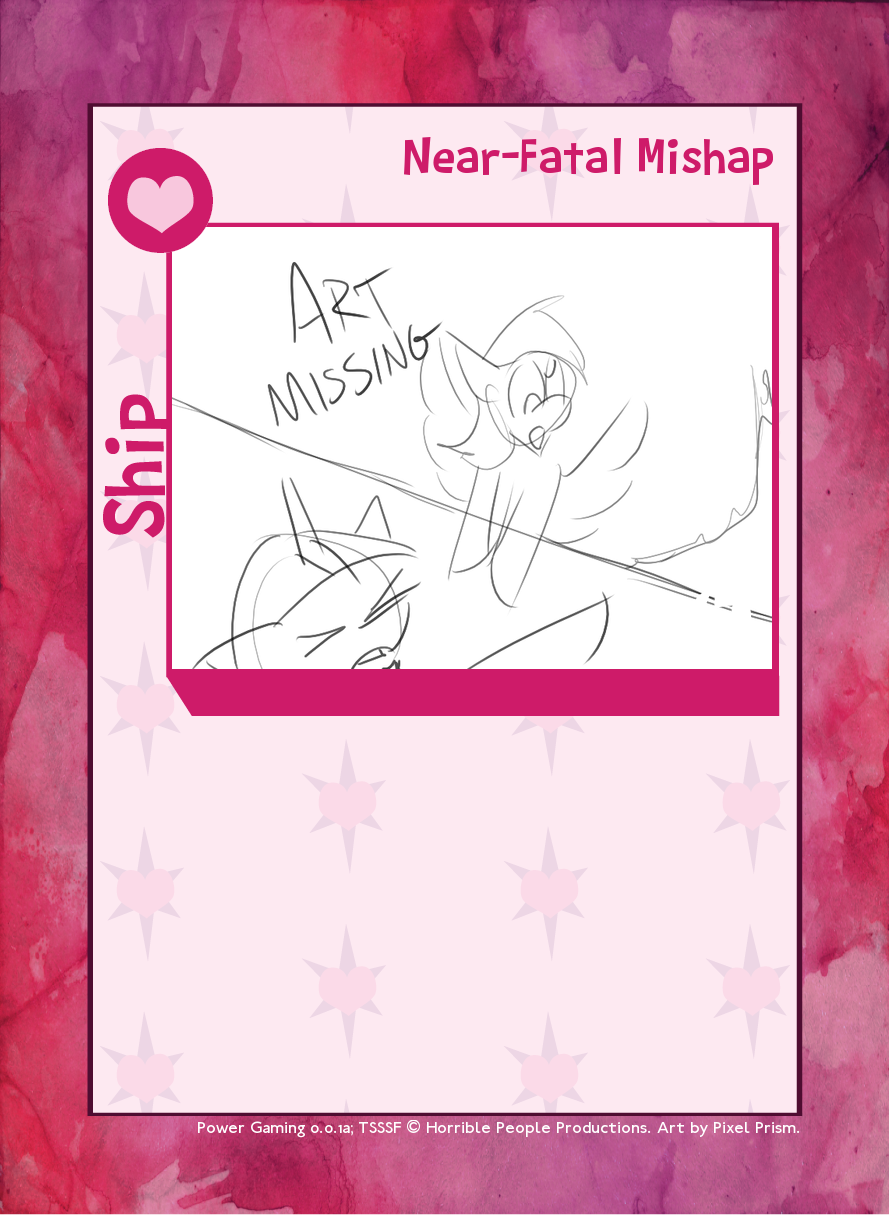 Near-Fatal Mishap
ART
MISSING
Ship
Power Gaming 0.0.1a; TSSSF © Horrible People Productions. Art by Pixel Prism.